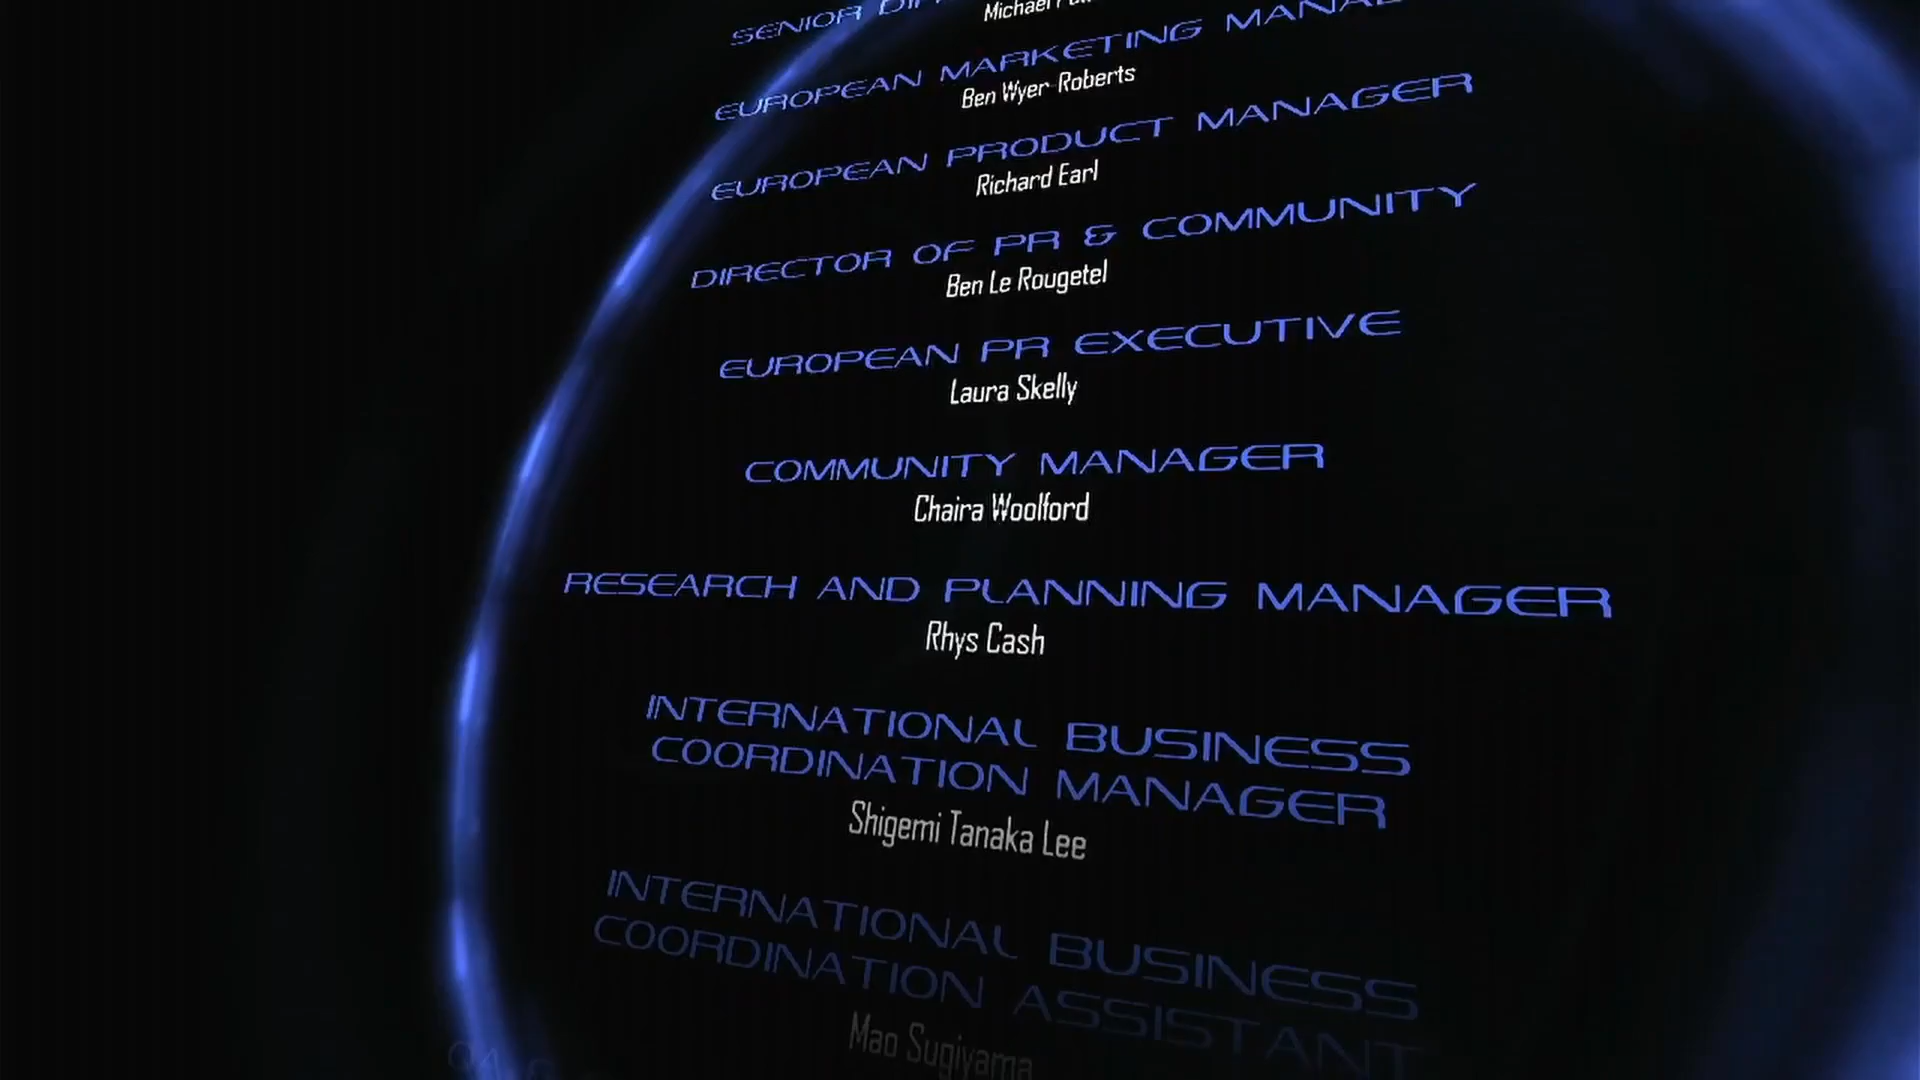 SENIOR
Michael
EUROPEAN MARKETING
Ben Wyer-Roberts
EUROPEAN PRODUCT MANAGER
Richard Earl
DIRECTOR OF PR & COMMUNITY
Ben Le Rougetel
EUROPEAN PR EXECUTIVE
Laura Skelly
COMMUNITY MANAGER
Chaira Woolford
RESEARCH AND PLANNING MANAGER
Rhys Cash
INTERNATIONAL BUSINESS
COORDINATION MANAGER
Shigemi Tanaka Lee
INTERNATIONAL BUSINESS
COORDINATION ASSISTANT
Mao Sugiyama